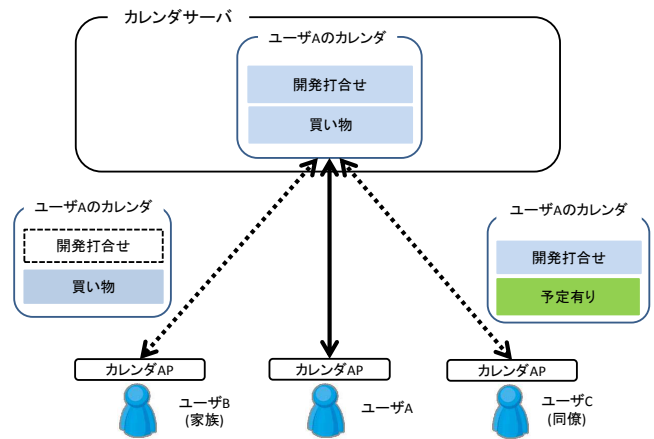 カレンダサーバ
ユーザAのカレンダ
開発打合せ
買い物
ユーザAのカレンダ
開発打合せ
買い物
ユーザAのカレンダ
開発打合せ
予定有り
カレンダAP
カレンダAP
カレンダAP
ユーザB
(家族)
ユーザA
ユーザC
(同僚)